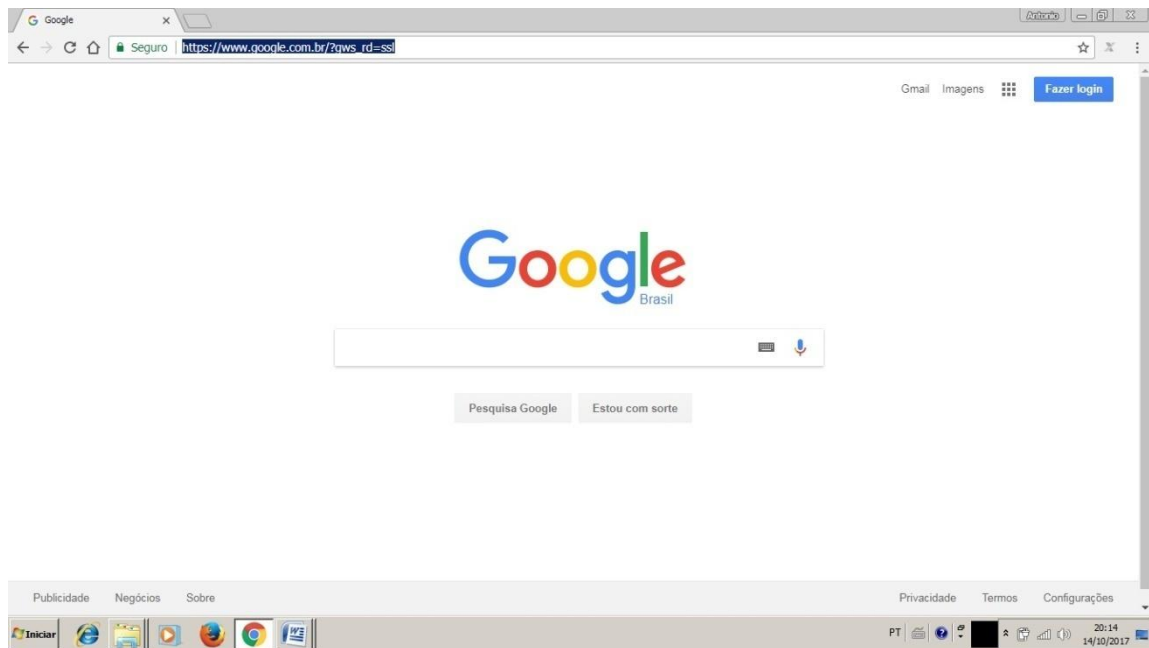 Google
Antonio
Seguro
https://www.google.com.br/?gws_rd=ssl
Gmail Imagens Fazer login
Google
Brasil
Pesquisa Google Estou com sorte
Publicidade Negócios Sobre Privacidade Termos Configurações
Iniciar PT 20:14
14/10/2017